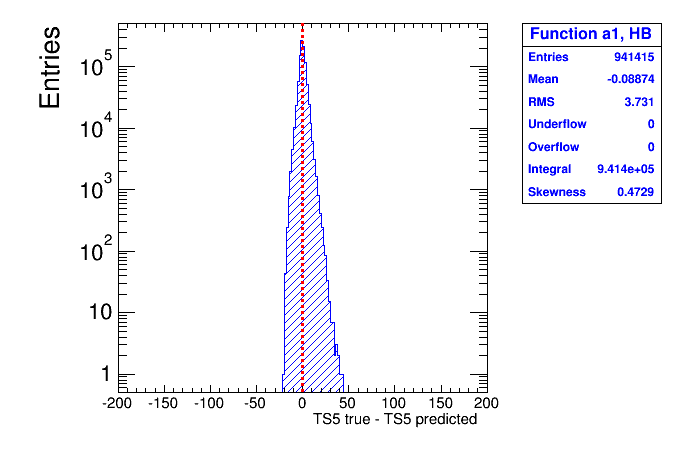 Entries
10^5
10^4
10^3
10^2
10
1
-200 -150 -100 -50 0 50 100 150 200
TS5 true - TS5 predicted
Function a1, HB
Entries 941415
Mean -0.08874
RMS 3.731
Underflow 0
Overflow 0
Integral 9.414e+05
Skewness 0.4729